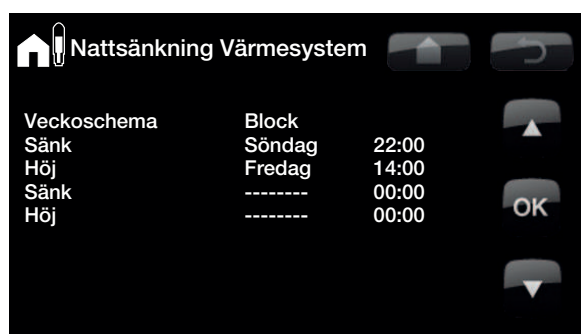 Nattsänkning Värmesystem
Veckoschema Block
Sänk Söndag 22:00
Höj Fredag 14:00
Sänk -------- 00:00
OK
Höj -------- 00:00